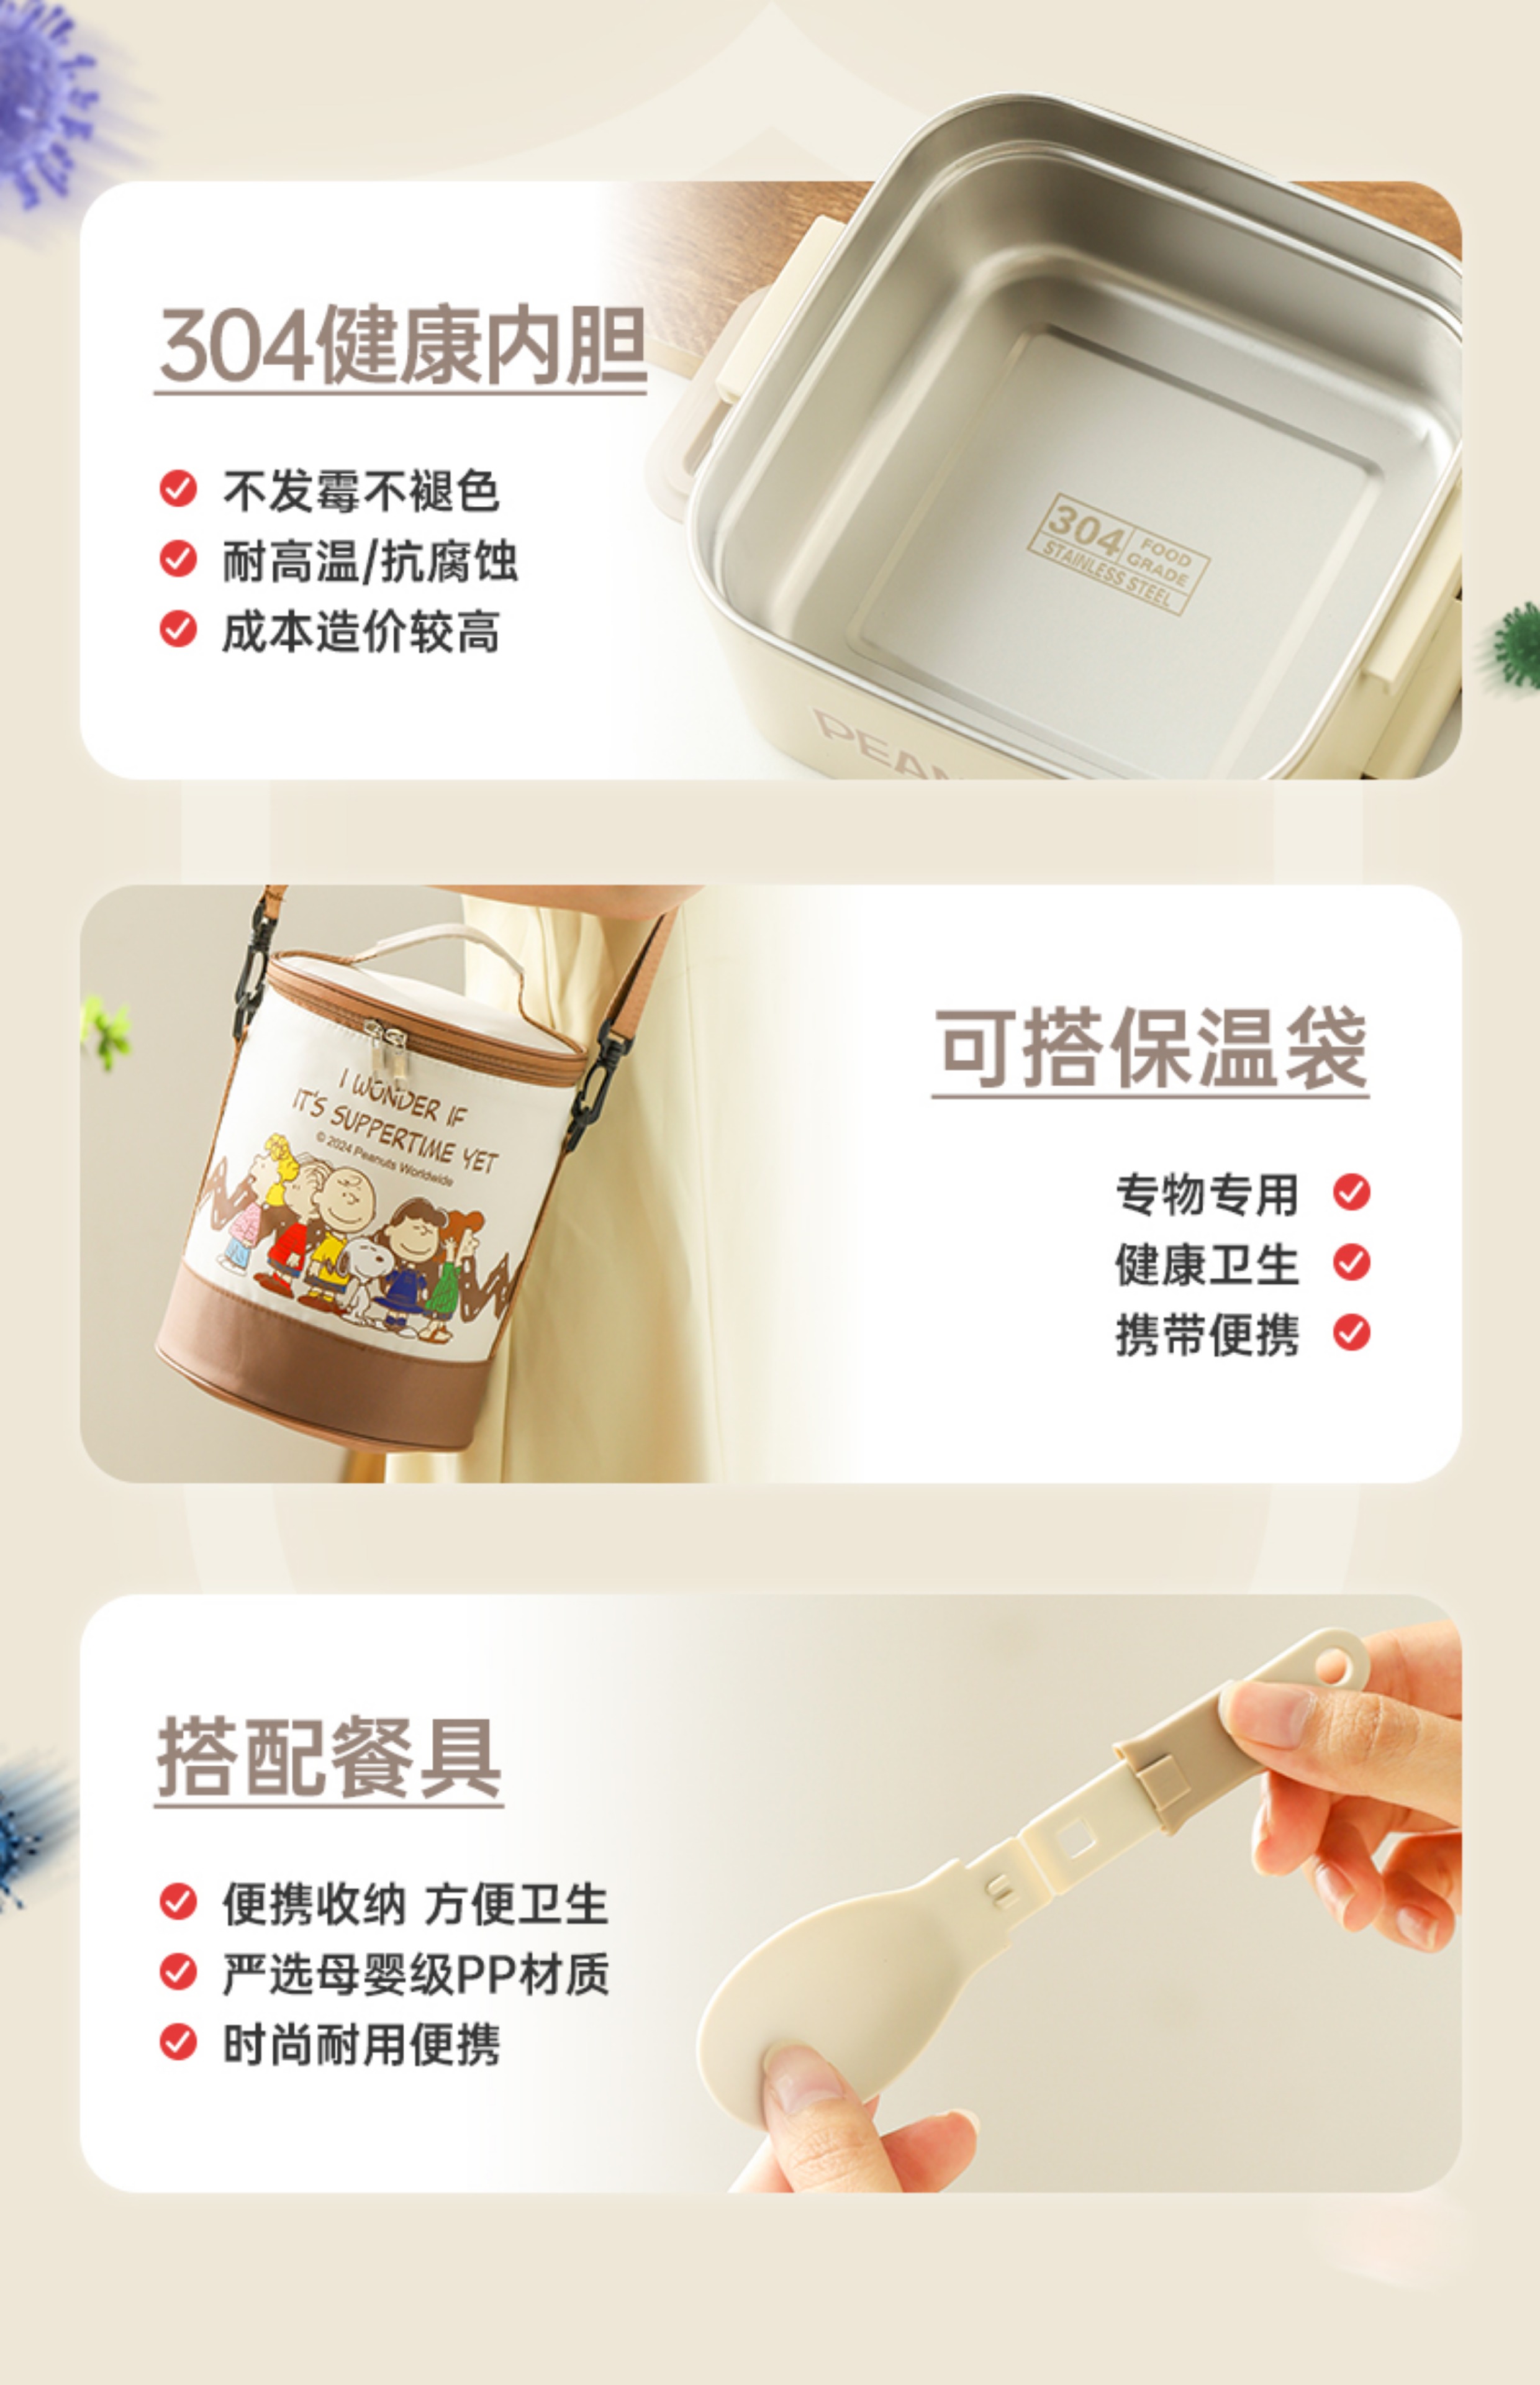 304健康内胆
不发霉不褪色
耐高温/抗腐蚀
成本造价较高
304
FOOD
GRADE
STAINLESS STEEL
可搭保温袋
专物专用
健康卫生
携带便携
I WONDER IF
IT'S SUPPERTIME YET
© 2024 Peanuts Worldwide
搭配餐具
便携收纳 方便卫生
严选母婴级PP材质
时尚耐用便携